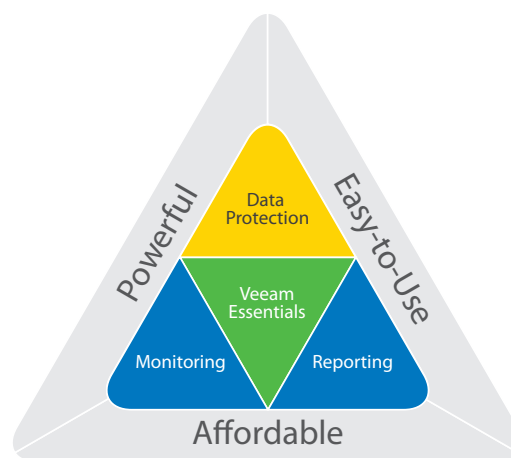 Powerful
Easy-to-Use
Data
Protection
Veeam
Essentials
Monitoring
Reporting
Affordable